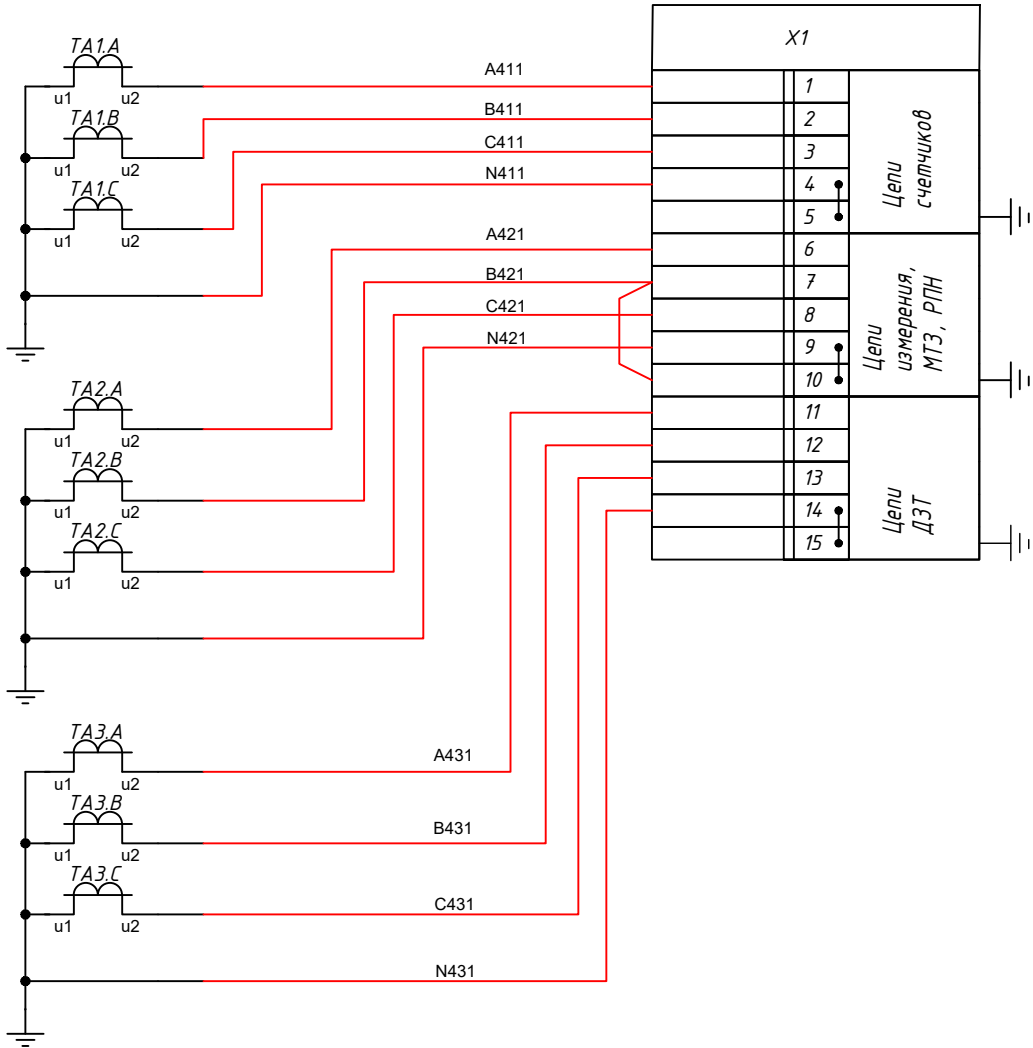 TA1.A
u1 u2
TA1.B
u1 u2
TA1.C
u1 u2
A411
B411
C411
N411
A421
B421
C421
N421
TA2.A
u1 u2
TA2.B
u1 u2
TA2.C
u1 u2
TA3.A
u1 u2
TA3.B
u1 u2
TA3.C
u1 u2
A431
B431
C431
N431
X1
1
2
3
4
5
Цепи
счетчиков
6
7
8
9
10
Цепи
измерения,
МТЗ, РПН
11
12
13
14
15
Цепи
ДЗТ